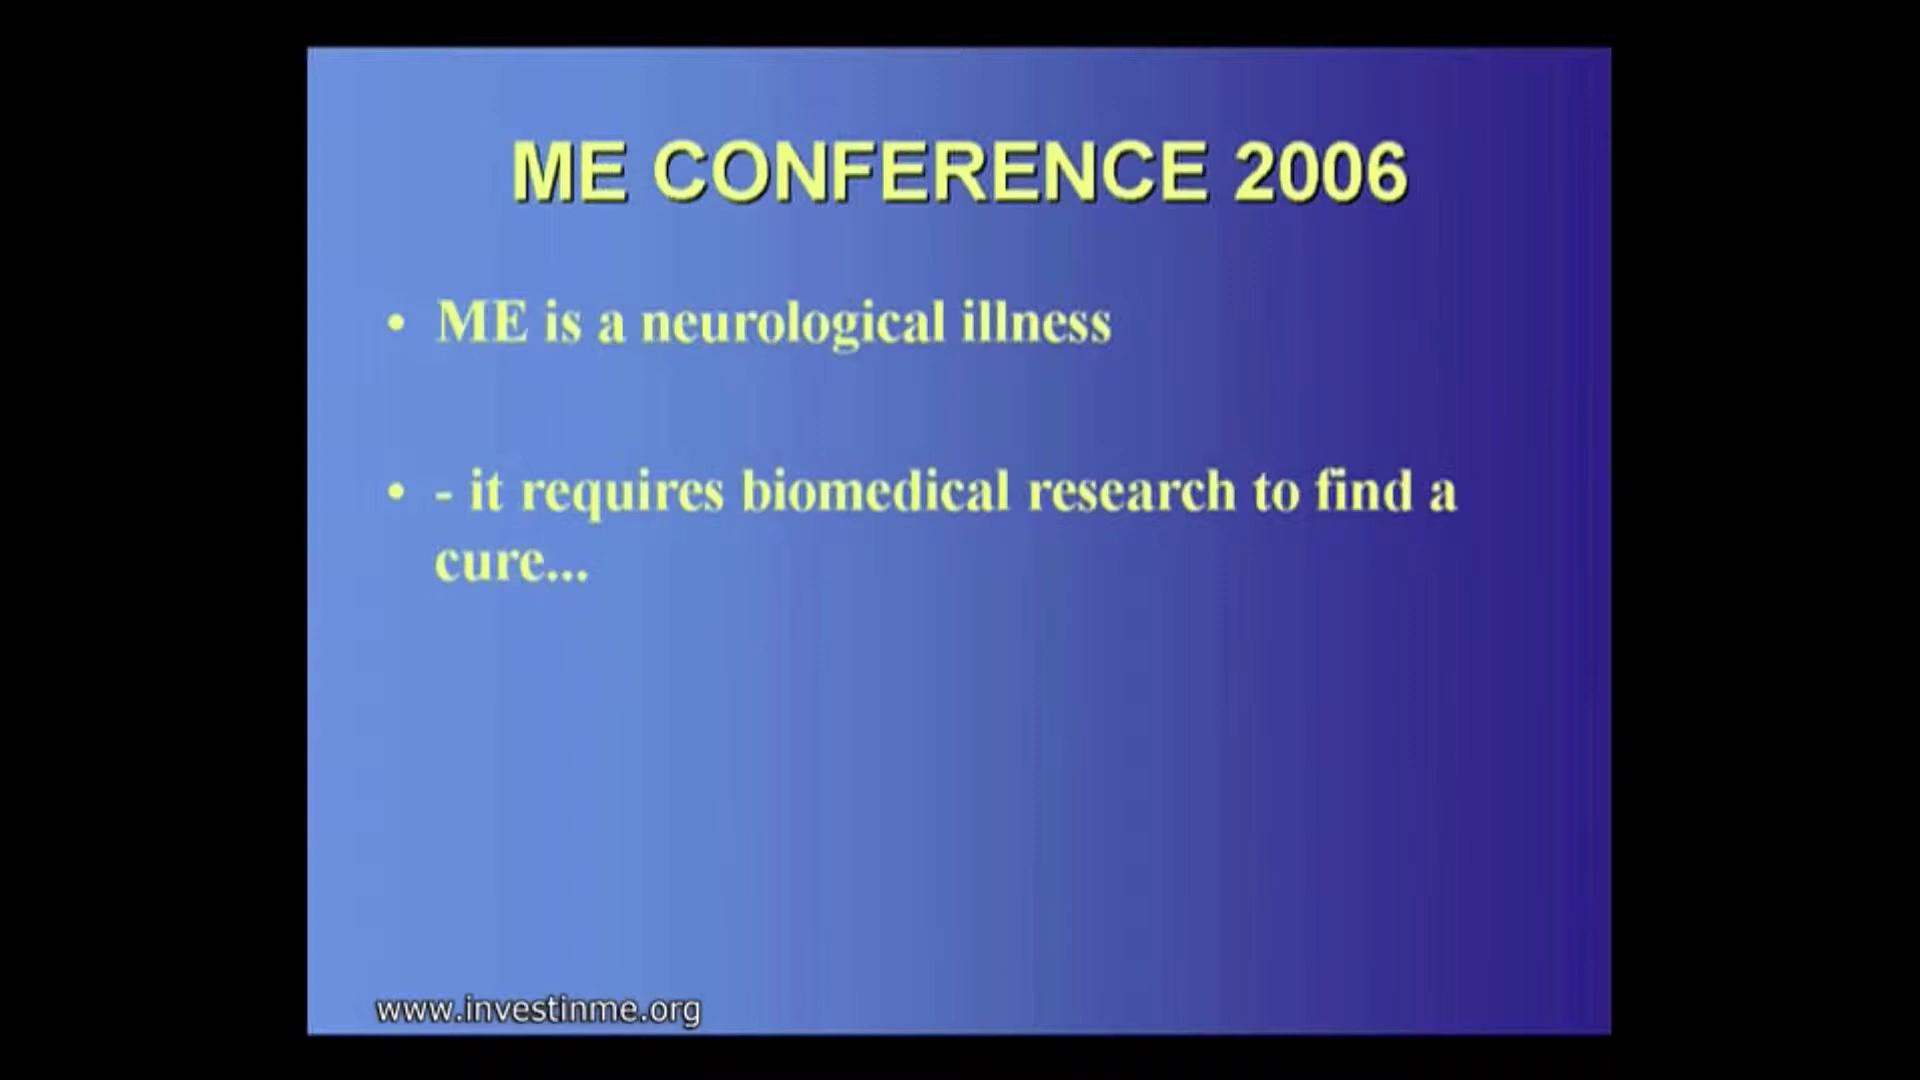 ME CONFERENCE 2006
• ME is a neurological illness
• - it requires biomedical research to find a
cure...
www.investinme.org